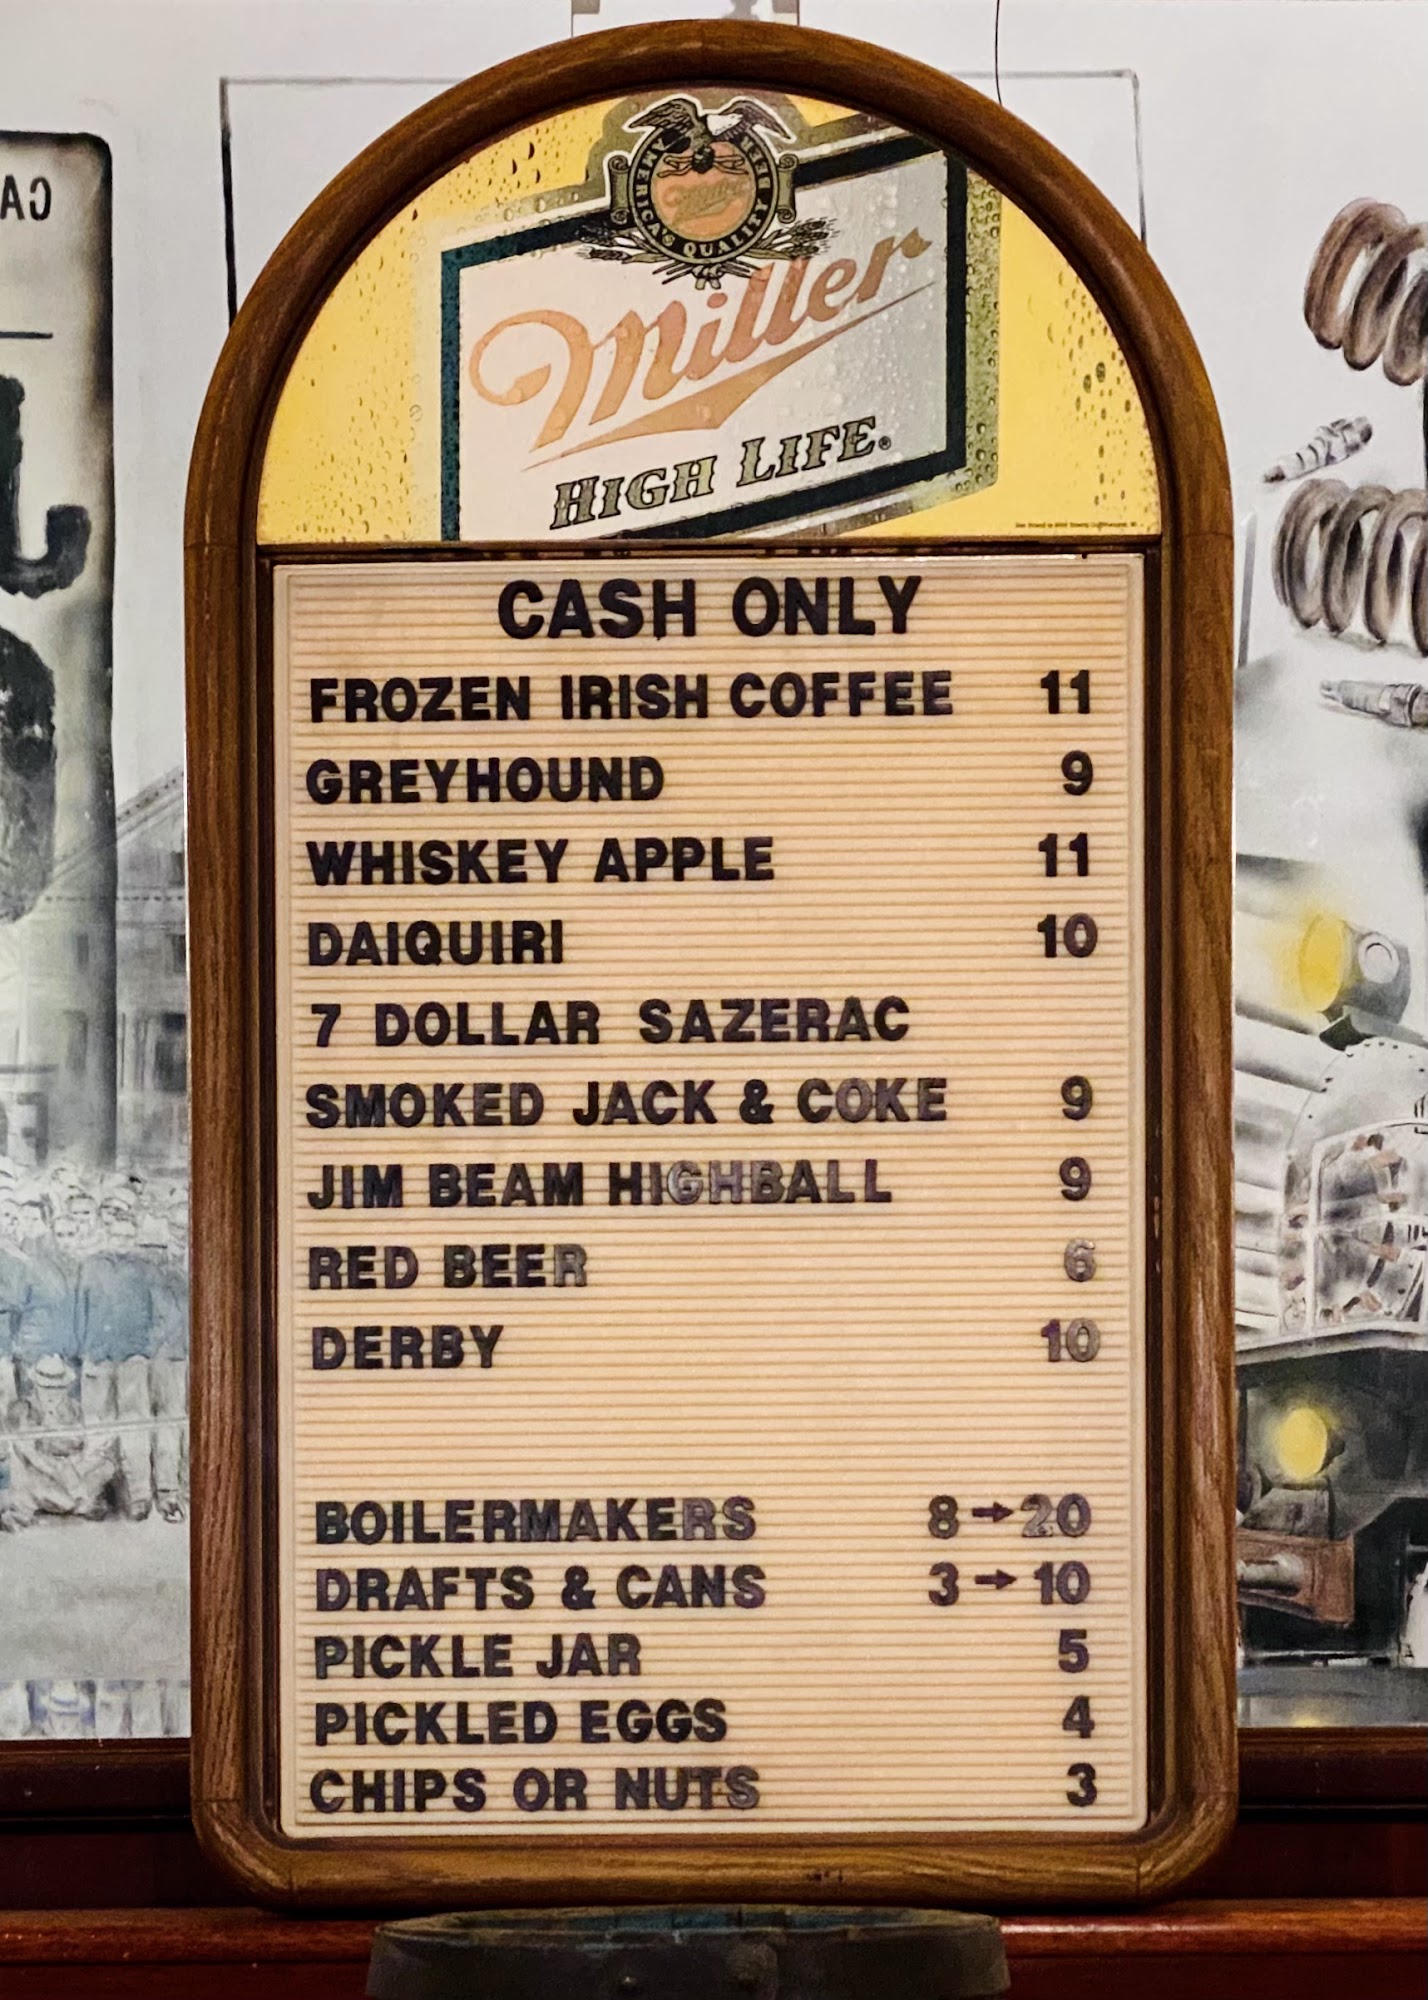 AMERICA'S QUALITY BEER
Miller
Miller
HIGH LIFE®
CASH ONLY
FROZEN IRISH COFFEE 11
GREYHOUND 9
WHISKEY APPLE 11
DAIQUIRI 10
7 DOLLAR SAZERAC
SMOKED JACK & COKE 9
JIM BEAM HIGHBALL 9
RED BEER 6
DERBY 10
BOILERMAKERS 8→20
DRAFTS & CANS 3→10
PICKLE JAR 5
PICKLED EGGS 4
CHIPS OR NUTS 3